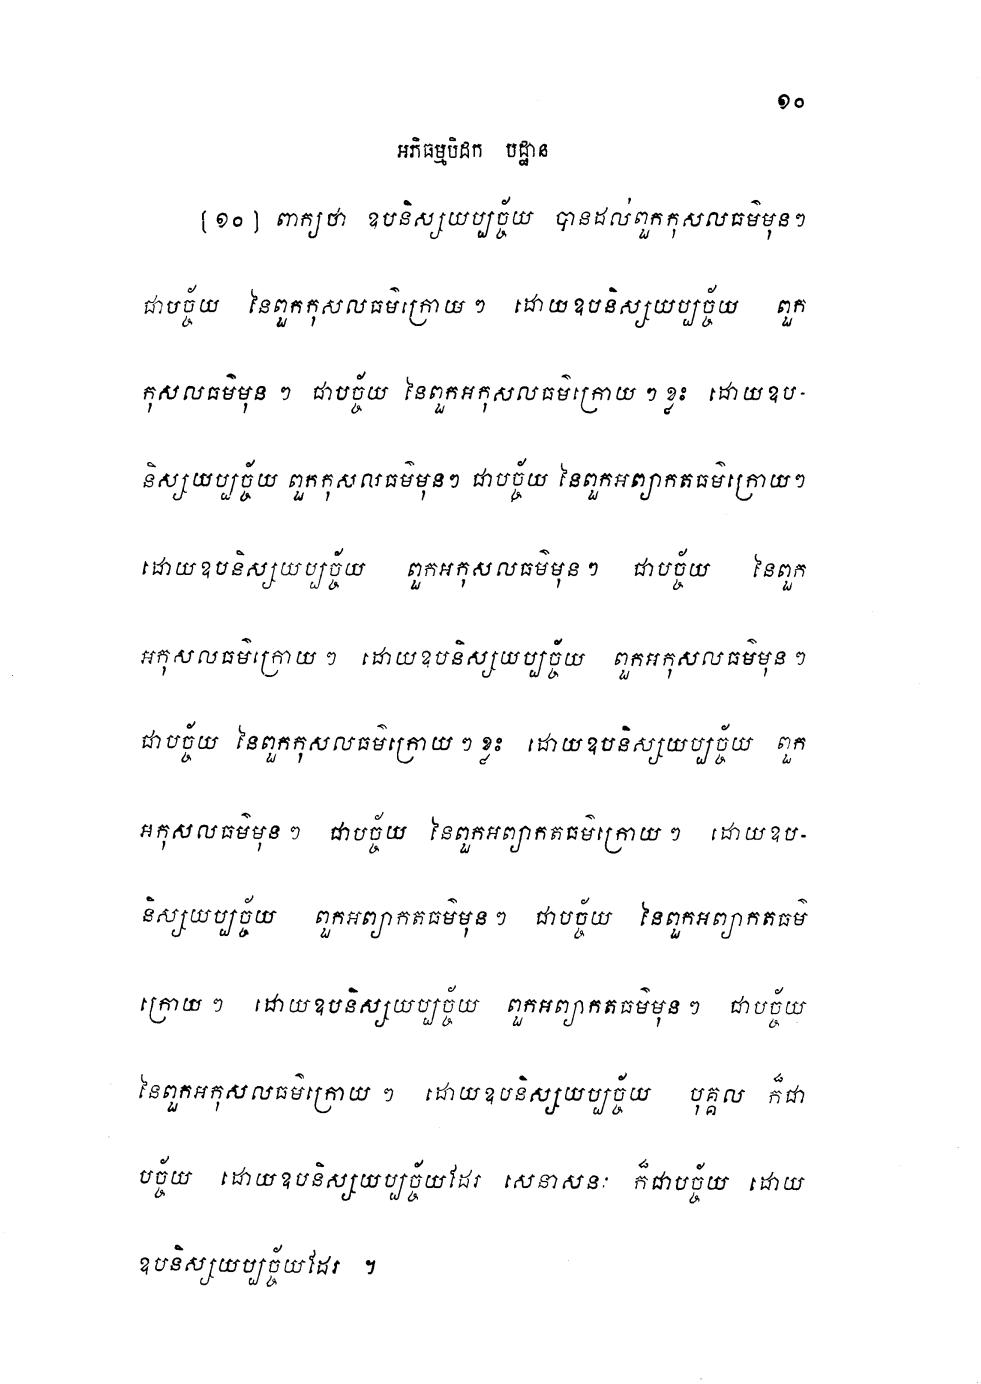 ១០
អភិធម្មបិដក បដ្ឋាន
[១០] ពាក្យថា ឧបនិស្សយប្បច្ច័យ បានដល់ពួកកុសលធម៌មុនៗ
ជាបច្ច័យ នៃពួកកុសលធម៌ក្រោយ ៗ ដោយឧបនិស្សយប្បច្ច័យ ពួក
កុសលធម៌មុន ៗ ជាបច្ច័យ នៃពួកអកុសលធម៌ក្រោយ ៗ ខ្លះ ដោយឧប-
និស្សយប្បច្ច័យ ពួកកុសលធម៌មុនៗ ជាបច្ច័យ នៃពួកអព្យាកតធម៌ក្រោយៗ
ដោយឧបនិស្សយប្បច្ច័យ ពួកអកុសលធម៌មុន ៗ ជាបច្ច័យ នៃពួក
អកុសលធម៌ក្រោយ ៗ ដោយឧបនិស្សយប្បច្ច័យ ពួកអកុសលធម៌មុន ៗ
ជាបច្ច័យ នៃពួកកុសលធម៌ក្រោយ ៗ ខ្លះ ដោយឧបនិស្សយប្បច្ច័យ ពួក
អកុសលធម៌មុន ៗ ជាបច្ច័យ នៃពួកអព្យាកតធម៌ក្រោយ ៗ ដោយឧប-
និស្សយប្បច្ច័យ ពួកអព្យាកតធម៌មុន ៗ ជាបច្ច័យ នៃពួកអព្យាកតធម៌
ក្រោយ ៗ ដោយឧបនិស្សយប្បច្ច័យ ពួកអព្យាកតធម៌មុន ៗ ជាបច្ច័យ
នៃពួកអកុសលធម៌ក្រោយ ៗ ដោយឧបនិស្សយប្បច្ច័យ បុគ្គល ក៏ជា
បច្ច័យ ដោយឧបនិស្សយប្បច្ច័យដែរ សេនាសនៈ ក៏ជាបច្ច័យ ដោយ
ឧបនិស្សយប្បច្ច័យដែរ ។